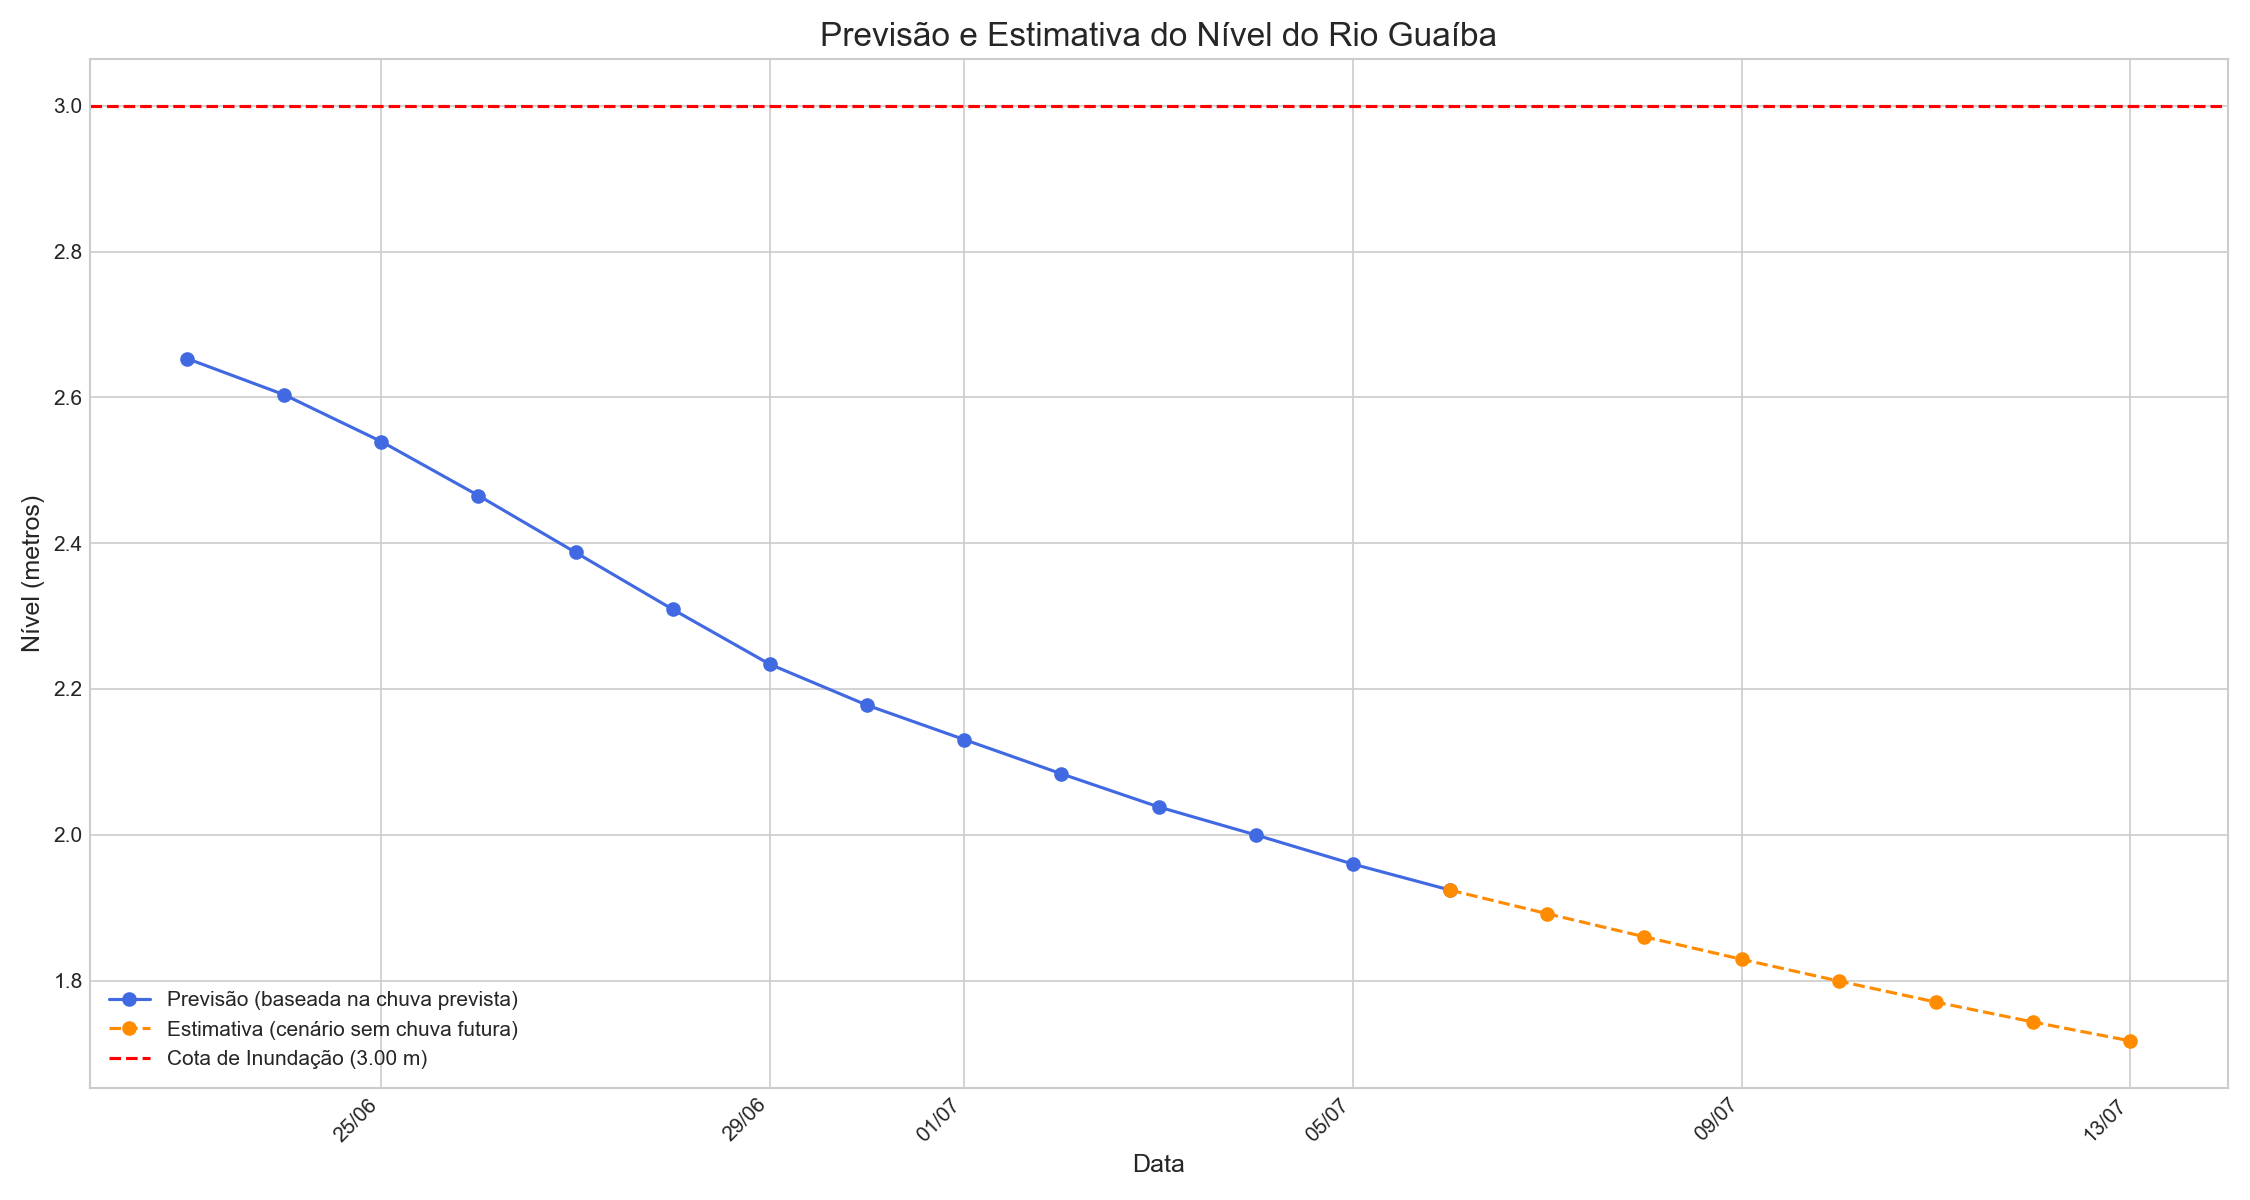 Previsão e Estimativa do Nível do Rio Guaíba
Nível (metros)
3.0
2.8
2.6
2.4
2.2
2.0
1.8
Previsão (baseada na chuva prevista)
Estimativa (cenário sem chuva futura)
Cota de Inundação (3.00 m)
25/06
29/06
01/07
05/07
09/07
13/07
Data